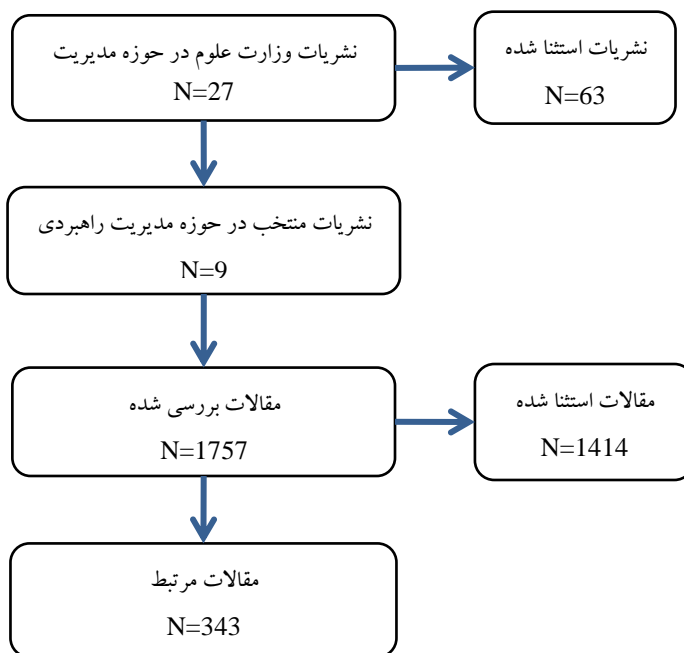 نشریات وزارت علوم در حوزه مدیریت
N=27
نشریات استثنا شده
N=63
نشریات منتخب در حوزه مدیریت راهبردی
N=9
مقالات بررسی شده
N=1757
مقالات استثنا شده
N=1414
مقالات مرتبط
N=343